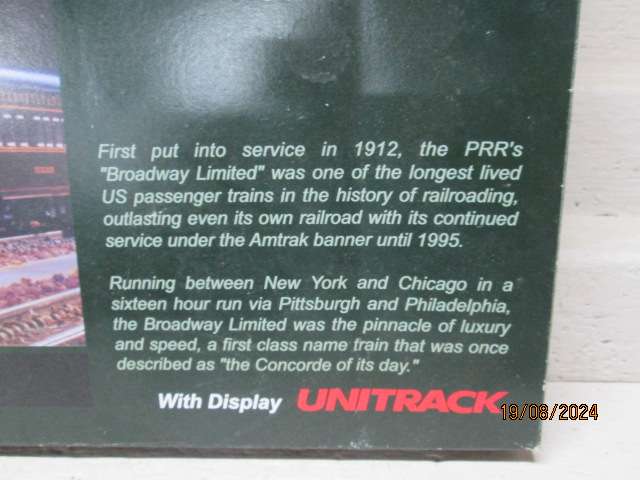 First put into service in 1912, the PRR's
"Broadway Limited" was one of the longest lived
US passenger trains in the history of railroading,
outlasting even its own railroad with its continued
service under the Amtrak banner until 1995.
Running between New York and Chicago in a
sixteen hour run via Pittsburgh and Philadelphia,
the Broadway Limited was the pinnacle of luxury
and speed, a first class name train that was once
described as "the Concorde of its day."
With Display UNITRACK
19/08/2024